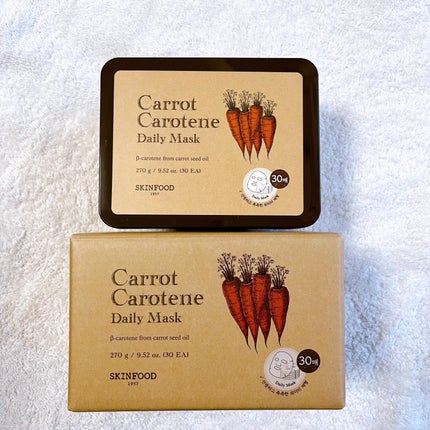 Carrot
Carotene
Daily Mask
β-carotene from carrot seed oil
270 g / 9.52 oz. (30 EA)
SKINFOOD
1957
30매
Daily Mask
Carrot
Carotene
Daily Mask
β-carotene from carrot seed oil
270 g / 9.52 oz. (30 EA)
SKINFOOD
1957
30매
Daily Mask